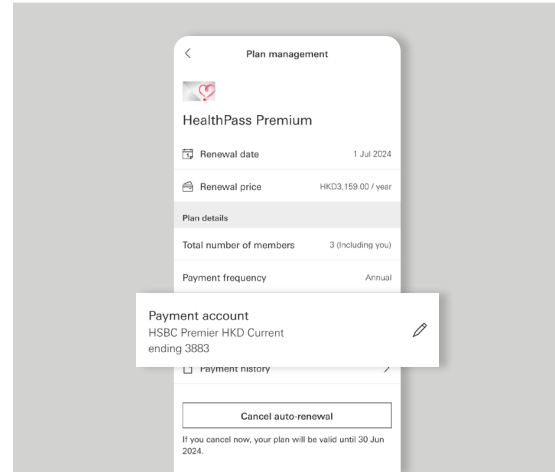 Plan management
HealthPass Premium
Renewal date 1 Jul 2024
Renewal price HKD3,159.00 / year
Plan details
Total number of members 3 (Including you)
Payment frequency Annual
Payment account
HSBC Premier HKD Current
ending 3883
Payment history
Cancel auto-renewal
If you cancel now, your plan will be valid until 30 Jun
2024.